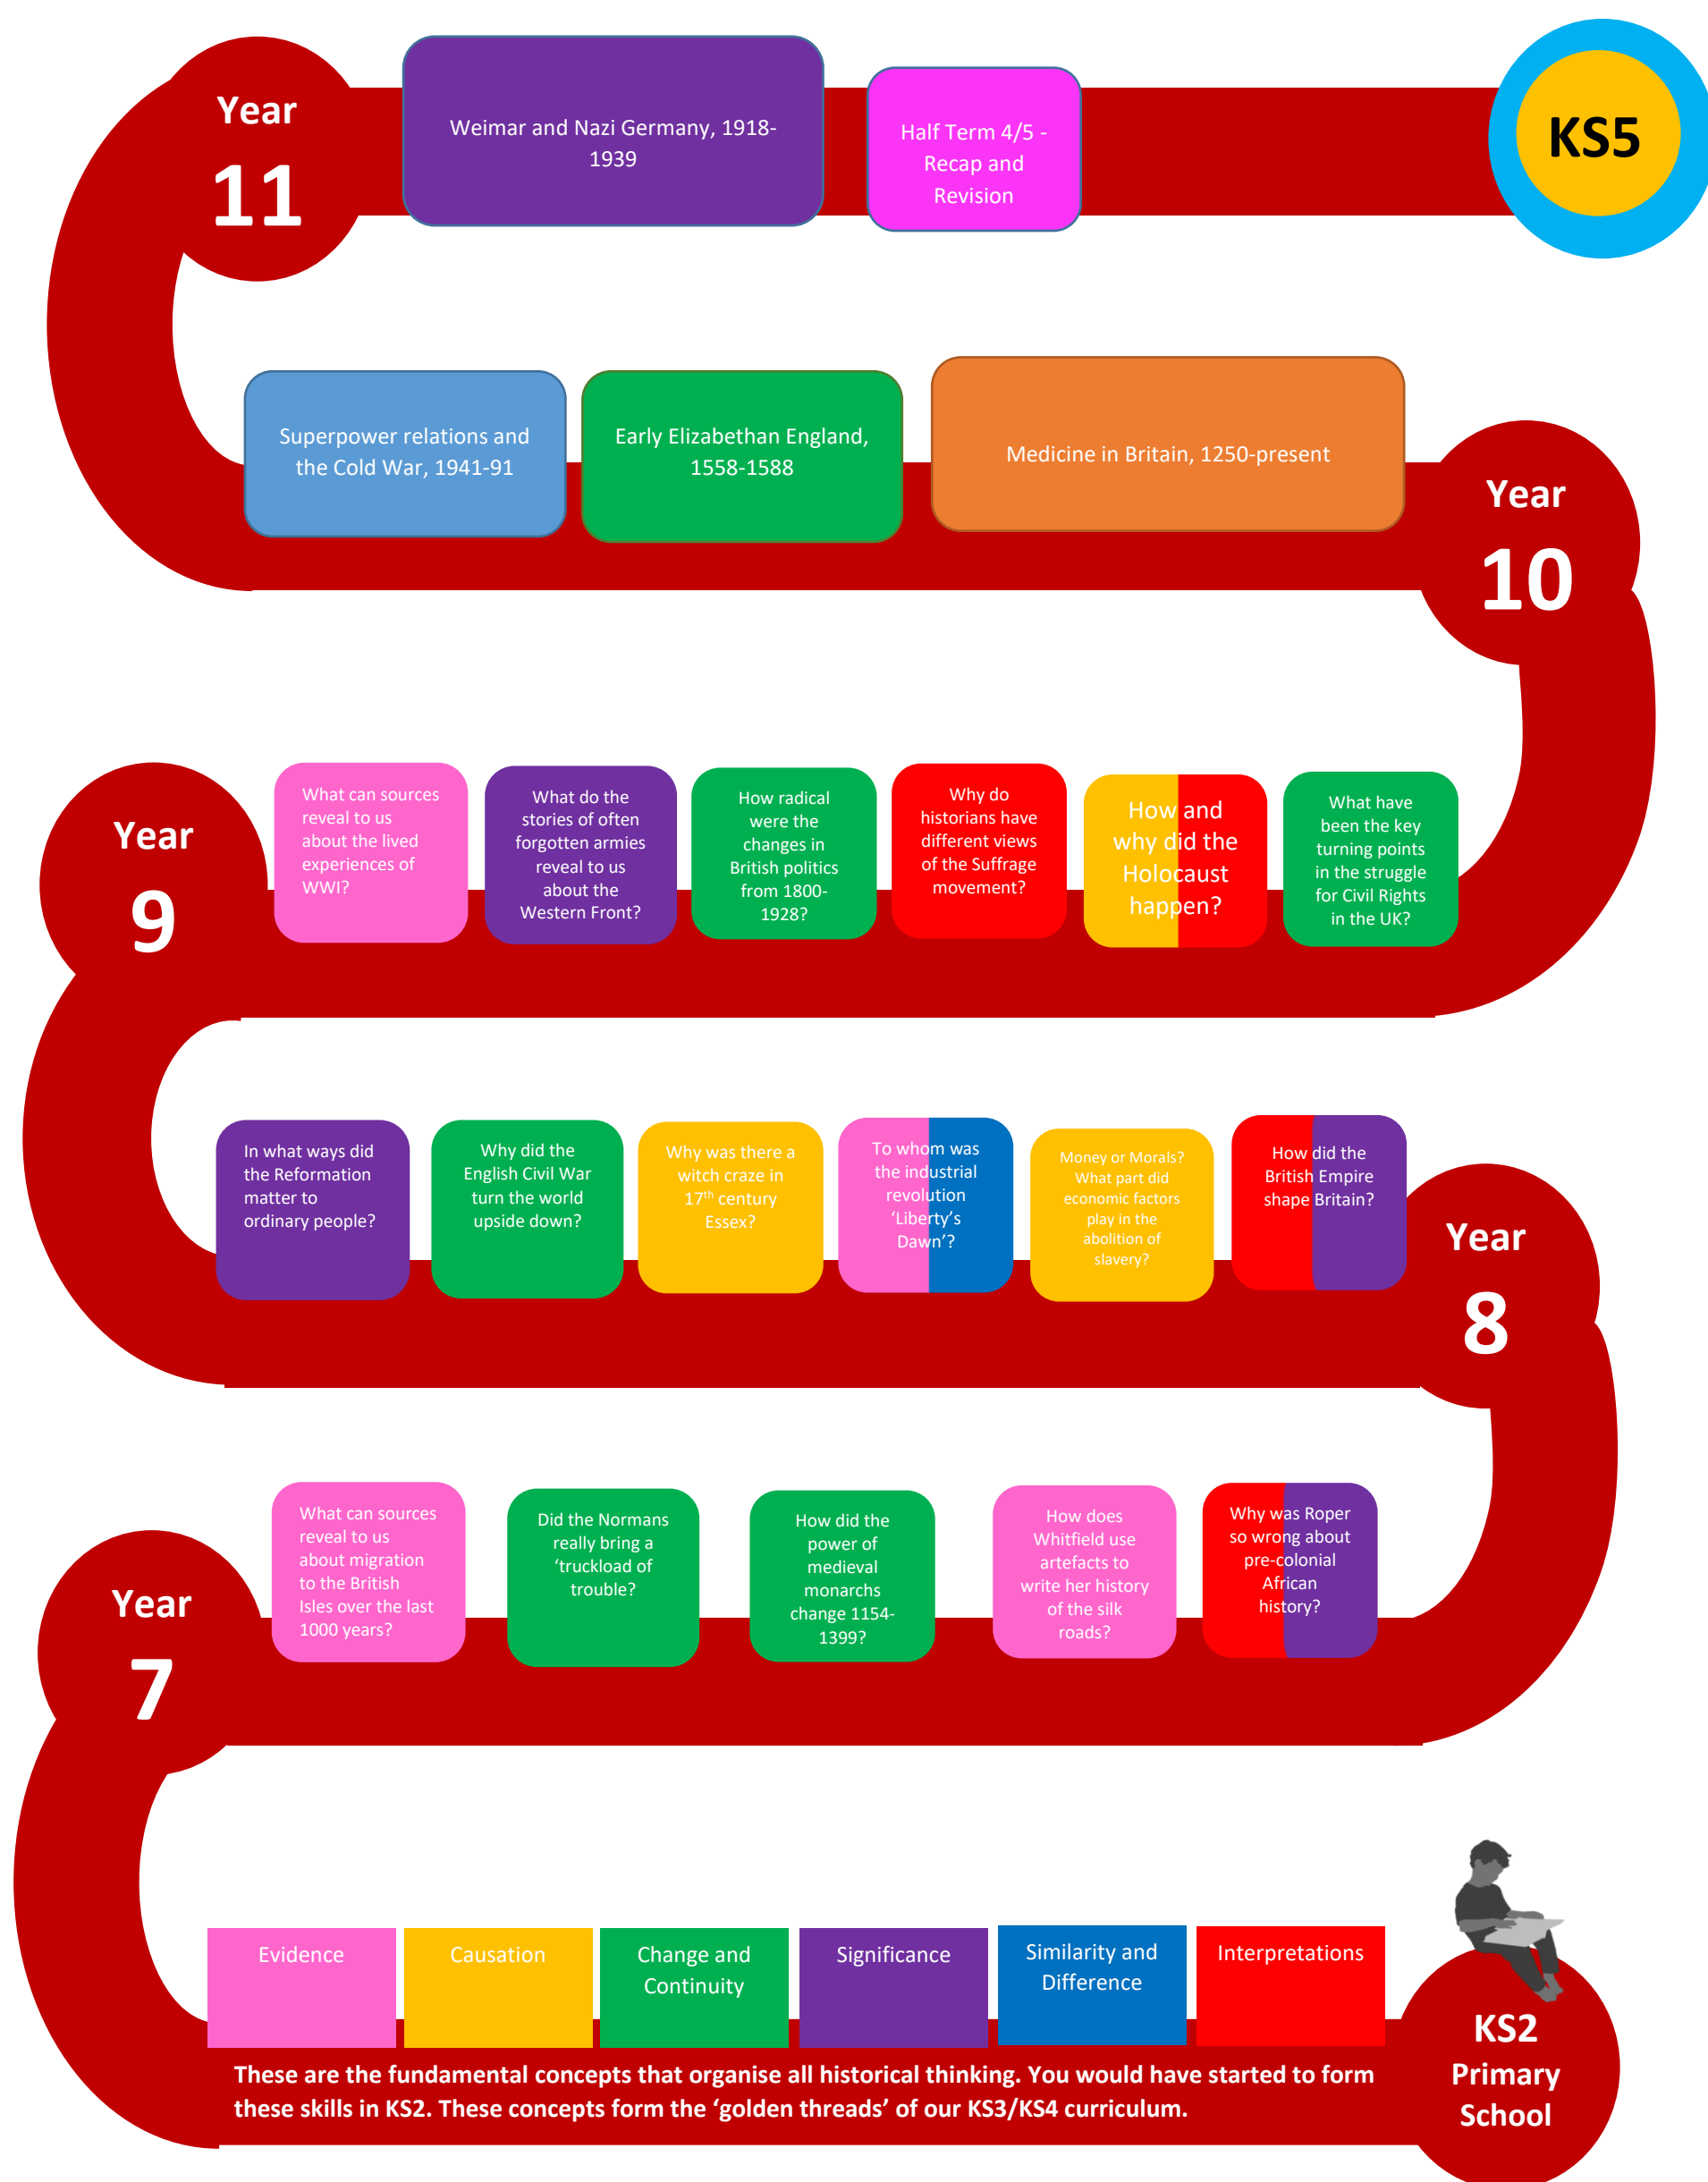 Year
11
Weimar and Nazi Germany, 1918-
1939
Half Term 4/5 -
Recap and
Revision
KS5
Superpower relations and
the Cold War, 1941-91
Early Elizabethan England,
1558-1588
Medicine in Britain, 1250-present
Year
10
Year
9
What can sources
reveal to us
about the lived
experiences of
WWI?
What do the
stories of often
forgotten armies
reveal to us
about the
Western Front?
How radical
were the
changes in
British politics
from 1800-
1928?
Why do
historians have
different views
of the Suffrage
movement?
How and
why did the
Holocaust
happen?
What have
been the key
turning points
in the struggle
for Civil Rights
in the UK?
In what ways did
the Reformation
matter to
ordinary people?
Why did the
English Civil War
turn the world
upside down?
Why was there a
witch craze in
17th century
Essex?
To whom was
the industrial
revolution
‘Liberty’s
Dawn’?
Money or Morals?
What part did
economic factors
play in the
abolition of
slavery?
How did the
British Empire
shape Britain?
Year
8
Year
7
What can sources
reveal to us
about migration
to the British
Isles over the last
1000 years?
Did the Normans
really bring a
‘truckload of
trouble?
How did the
power of
medieval
monarchs
change 1154-
1399?
How does
Whitfield use
artefacts to
write her history
of the silk
roads?
Why was Roper
so wrong about
pre-colonial
African
history?
Evidence
Causation
Change and
Continuity
Significance
Similarity and
Difference
Interpretations
These are the fundamental concepts that organise all historical thinking. You would have started to form
these skills in KS2. These concepts form the ‘golden threads’ of our KS3/KS4 curriculum.
KS2
Primary
School